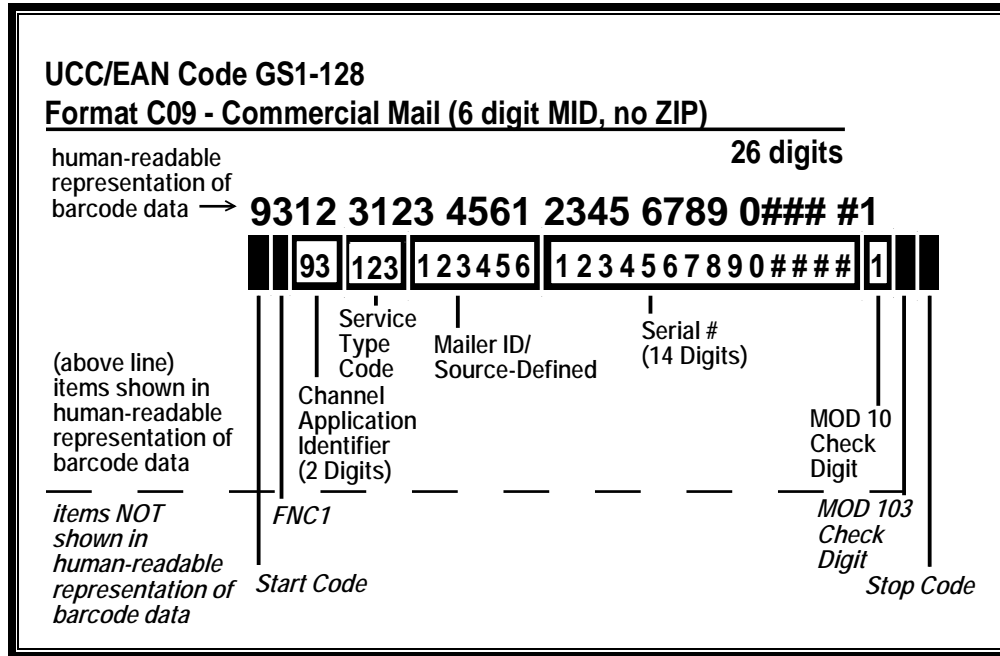 UCC/EAN Code GS1-128
Format C09 - Commercial Mail (6 digit MID, no ZIP)
26 digits
human-readable
representation of
barcode data → 9312 3123 4561 2345 6789 0### #1
93 123 123456 1234567890#### 1
Service
Type
Code
Mailer ID/
Source-Defined
Serial #
(14 Digits)
(above line)
items shown in
human-readable
representation of
barcode data
Channel
Application
Identifier
(2 Digits)
MOD 10
Check
Digit
items NOT
shown in
human-readable
representation of
barcode data
FNC1
Start Code
MOD 103
Check
Digit
Stop Code